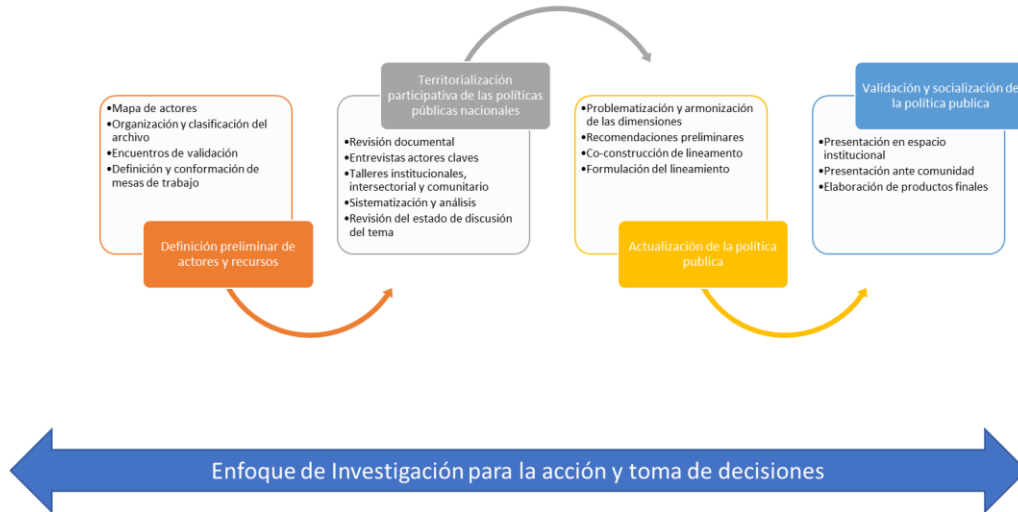 •Mapa de actores
•Organización y clasificación del
archivo
•Encuentros de validación
•Definición y conformación de
mesas de trabajo
Definición preliminar de
actores y recursos
Territorialización
participativa de las políticas
públicas nacionales
•Revisión documental
•Entrevistas actores claves
•Talleres institucionales,
intersectorial y comunitario
•Sistematización y análisis
•Revisión del estado de discusión
del tema
•Problematización y armonización
de las dimensiones
•Recomendaciones preliminares
•Co-construcción de lineamento
•Formulación del lineamiento
Actualización de la política
publica
Validación y socialización de
la política publica
•Presentación en espacio
institucional
•Presentación ante comunidad
•Elaboración de productos finales
Enfoque de Investigación para la acción y toma de decisiones